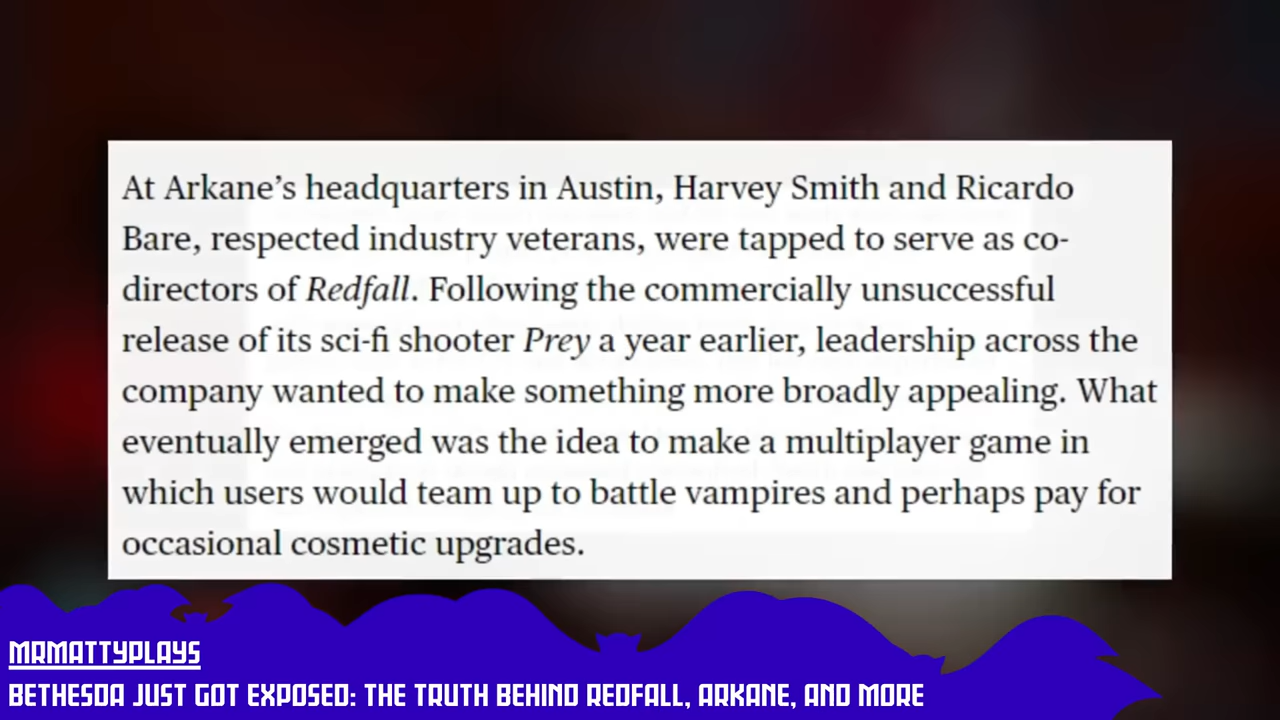 At Arkane’s headquarters in Austin, Harvey Smith and Ricardo
Bare, respected industry veterans, were tapped to serve as co-
directors of Redfall. Following the commercially unsuccessful
release of its sci-fi shooter Prey a year earlier, leadership across the
company wanted to make something more broadly appealing. What
eventually emerged was the idea to make a multiplayer game in
which users would team up to battle vampires and perhaps pay for
occasional cosmetic upgrades.
MRMATTYPLAYS
BETHESDA JUST GOT EXPOSED: THE TRUTH BEHIND REDFALL, ARKANE, AND MORE